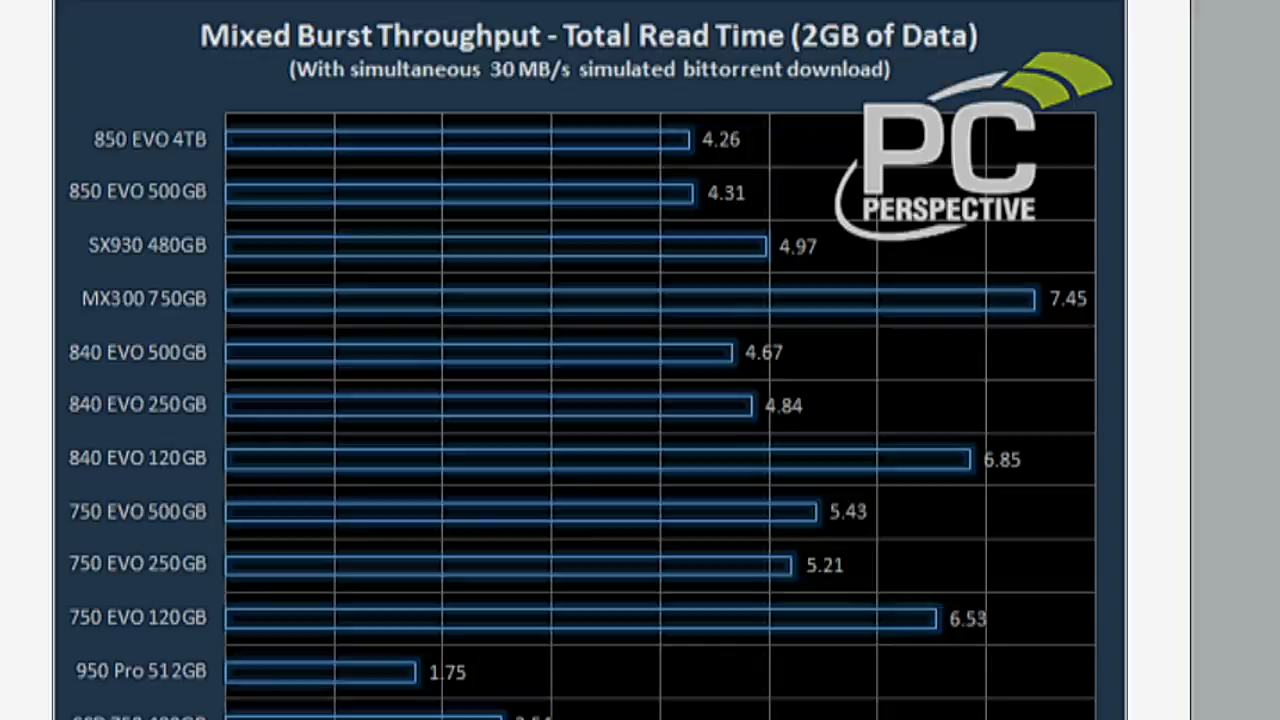 Mixed Burst Throughput - Total Read Time (2GB of Data)
(With simultaneous 30 MB/s simulated bittorrent download)
PC
PERSPECTIVE
850 EVO 4TB 4.26
850 EVO 500GB 4.31
SX930 480GB 4.97
MX300 750GB 7.45
840 EVO 500GB 4.67
840 EVO 250GB 4.84
840 EVO 120GB 6.85
750 EVO 500GB 5.43
750 EVO 250GB 5.21
750 EVO 120GB 6.53
950 Pro 512GB 1.75